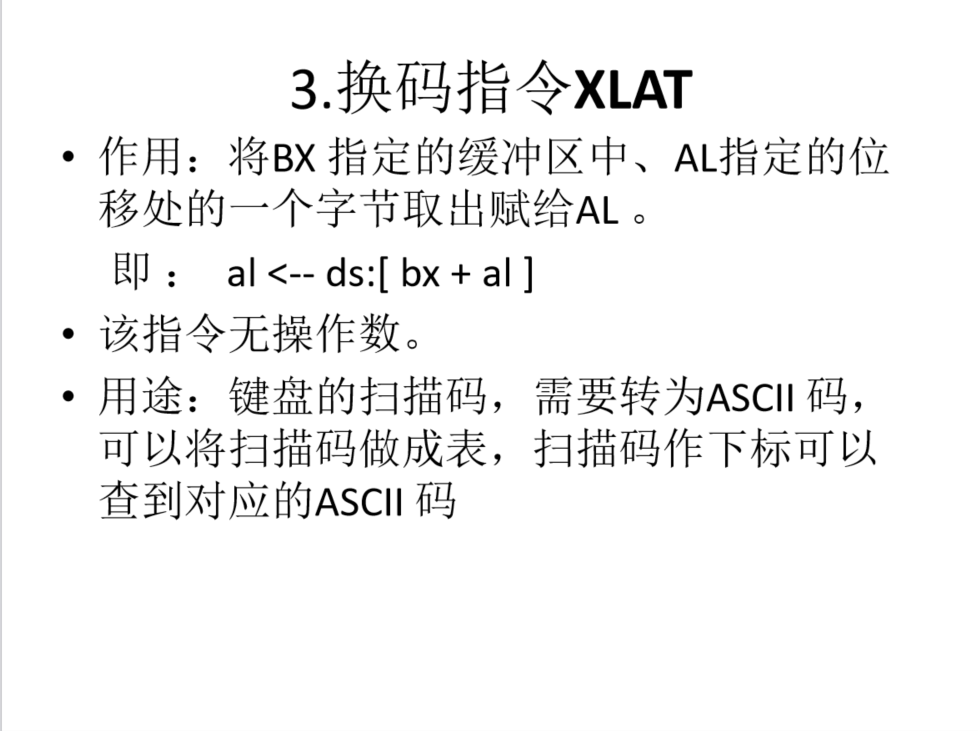 3.换码指令XLAT
• 作用：将BX 指定的缓冲区中、AL指定的位
移处的一个字节取出赋给AL 。
即 ： al <-- ds:[ bx + al ]
• 该指令无操作数。
• 用途：键盘的扫描码，需要转为ASCII 码，
可以将扫描码做成表，扫描码作下标可以
查到对应的ASCII 码